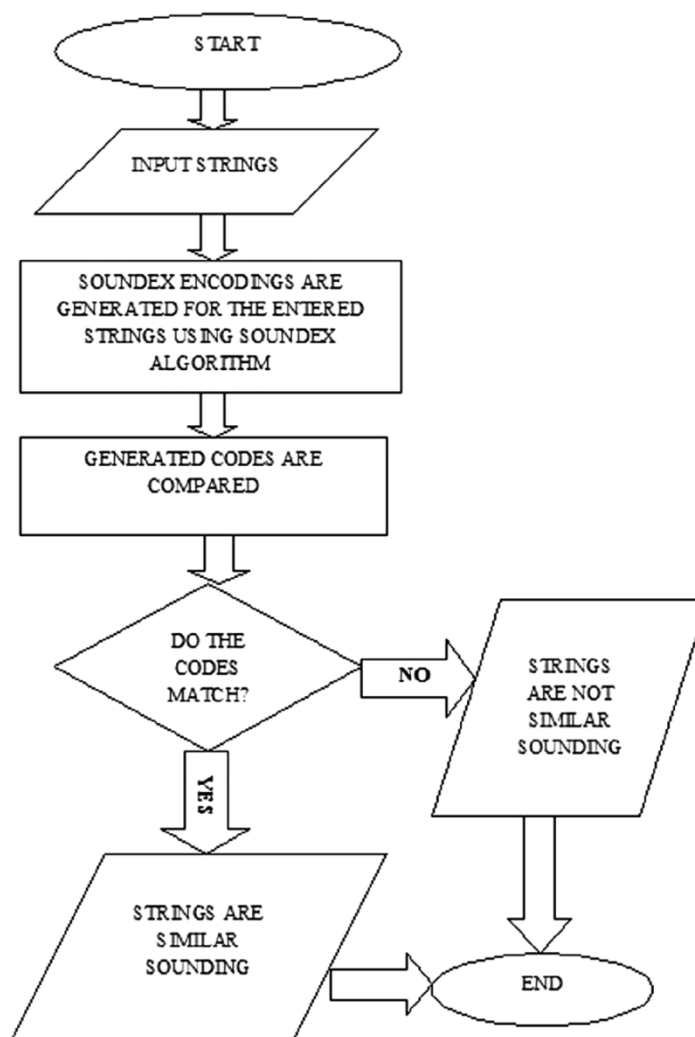 START
INPUT STRINGS
SOUNDEX ENCODINGS ARE
GENERATED FOR THE ENTERED
STRINGS USING SOUNDEX
ALGORITHM
GENERATED CODES ARE
COMPARED
DO THE
CODES
MATCH?
NO
STRINGS
ARE NOT
SIMILAR
SOUNDING
YES
STRINGS ARE
SIMILAR
SOUNDING
END